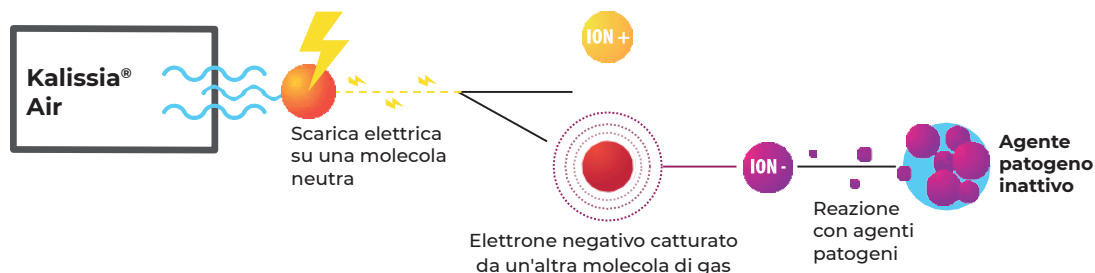 Kalissia®
Air
Scarica elettrica
su una molecola
neutra
ION +
Elettrone negativo catturato
da un'altra molecola di gas
ION -
Reazione
con agenti
patogeni
Agente
patogeno
inattivo